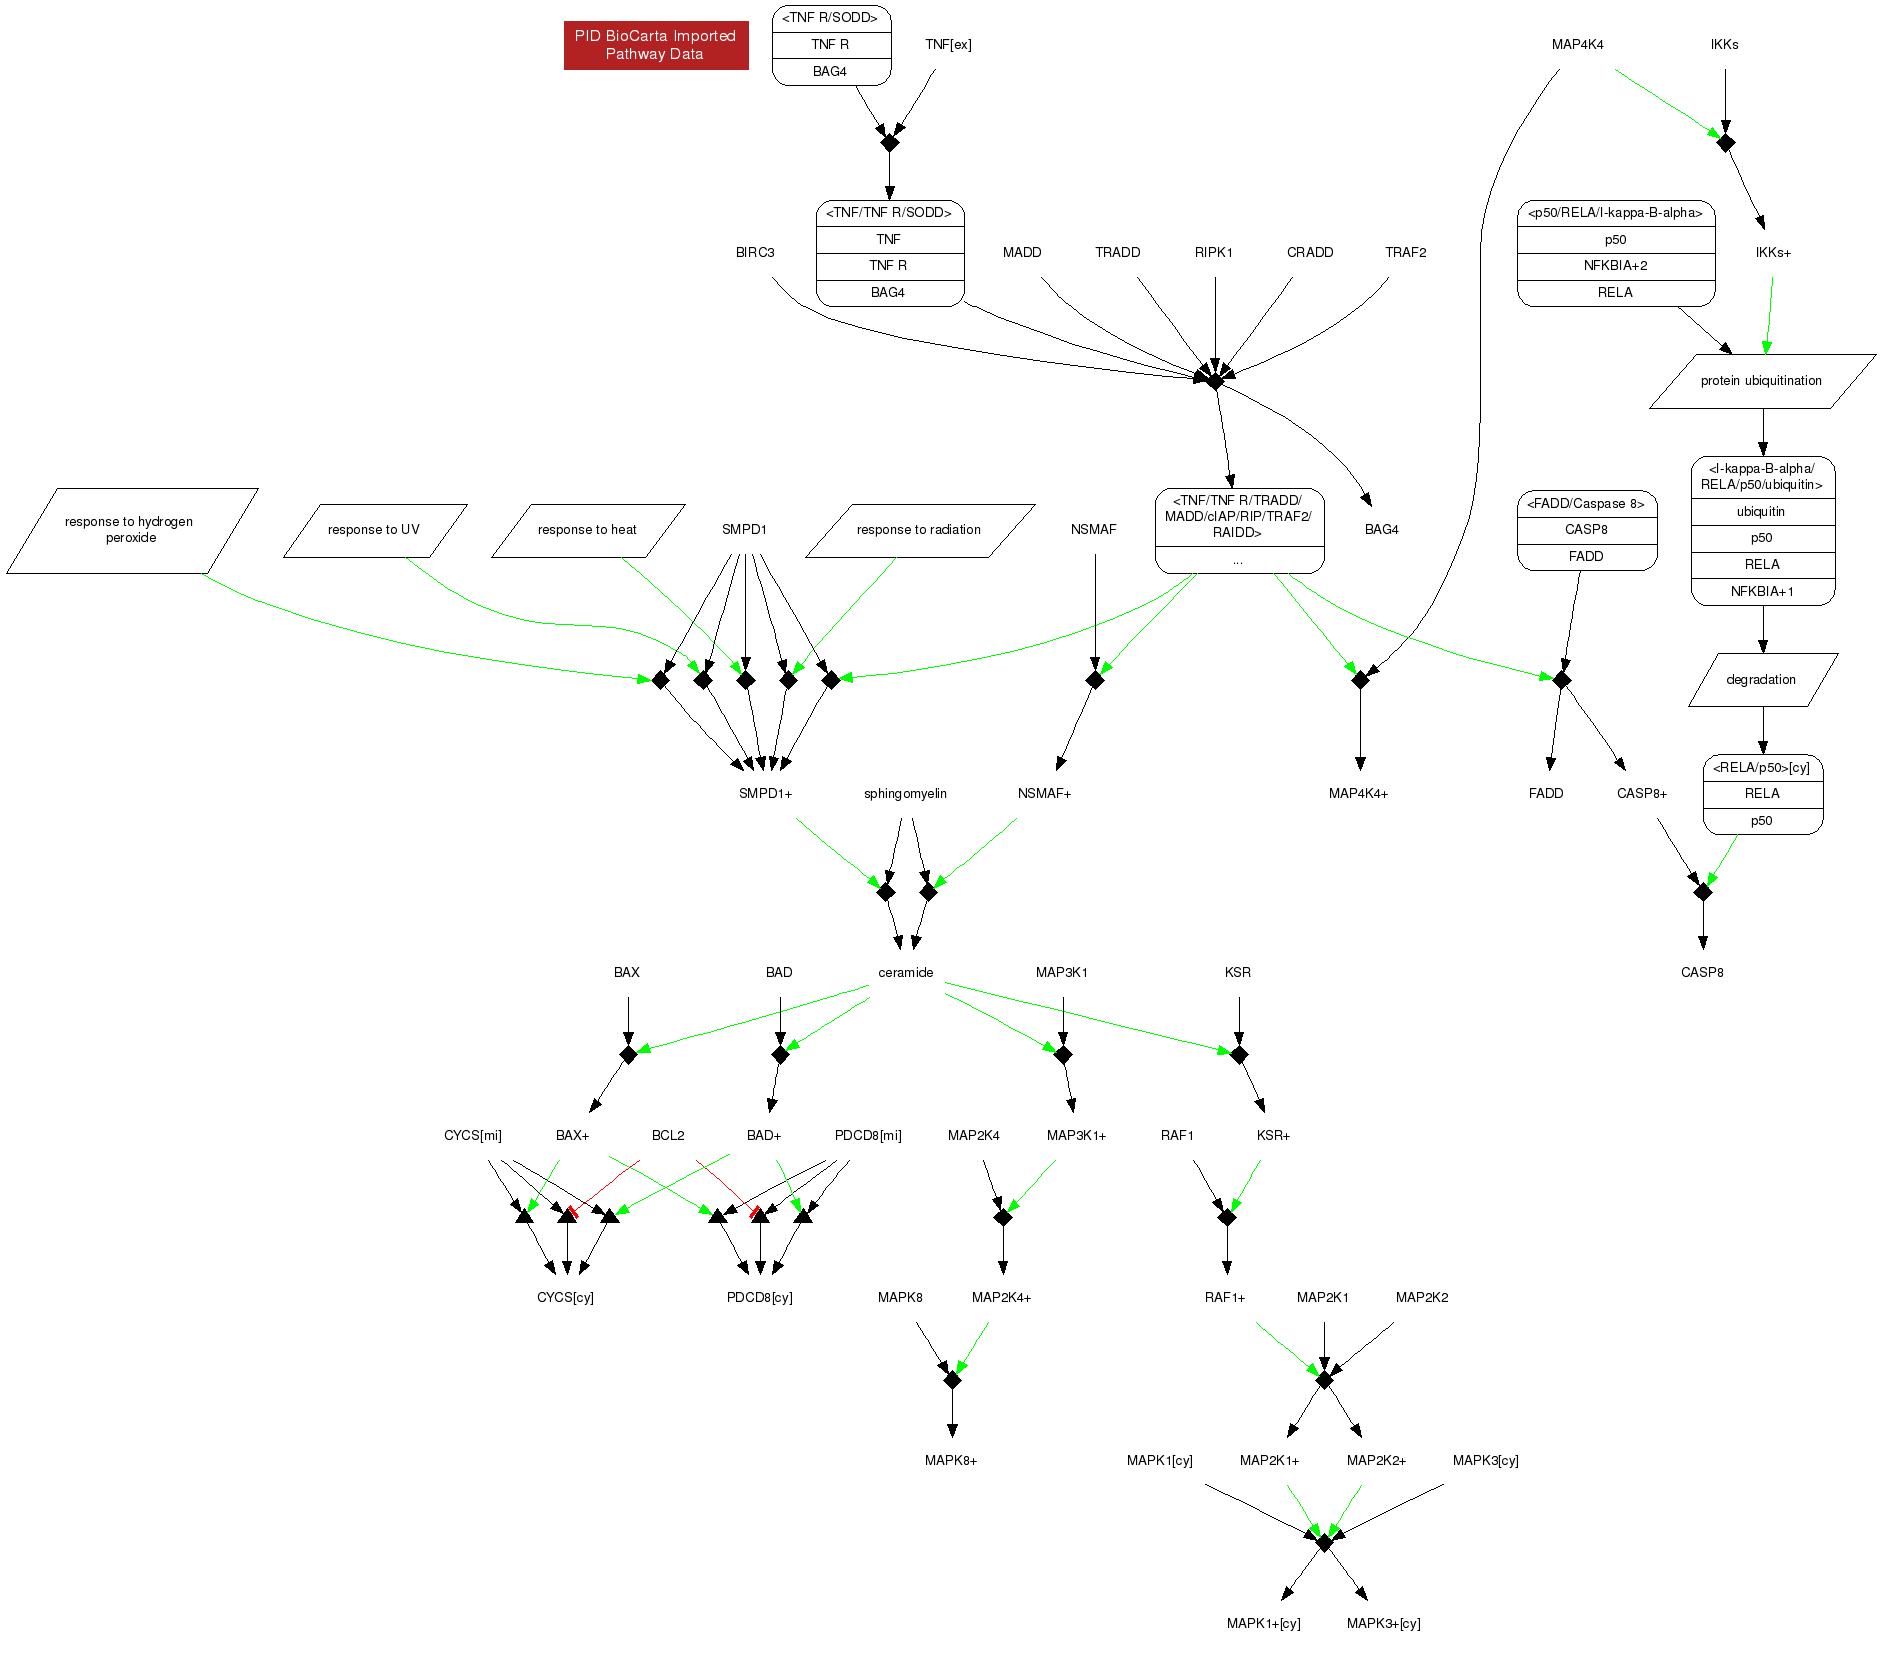 PID BioCarta Imported
Pathway Data
<TNF R/SODD>
TNF R
BAG4
TNF[ex]
MAP4K4
IKKs
BIRC3
<TNF/TNF R/SODD>
TNF
TNF R
BAG4
MADD
TRADD
RIPK1
CRADD
TRAF2
<p50/RELA/I-kappa-B-alpha>
p50
NFKBIA+2
RELA
IKKs+
protein ubiquitination
response to hydrogen
peroxide
response to UV
response to heat
SMPD1
response to radiation
NSMAF
<TNF/TNF R/TRADD/
MADD/cIAP/RIP/TRAF2/
RAIDD>
...
BAG4
<FADD/Caspase 8>
CASP8
FADD
<I-kappa-B-alpha/
RELA/p50/ubiquitin>
ubiquitin
p50
RELA
NFKBIA+1
degradation
SMPD1+
sphingomyelin
NSMAF+
MAP4K4+
FADD
CASP8+
<RELA/p50>[cy]
RELA
p50
BAX
BAD
ceramide
MAP3K1
KSR
CASP8
CYCS[mi]
BAX+
BCL2
BAD+
PDCD8[mi]
MAP2K4
MAP3K1+
RAF1
KSR+
CYCS[cy]
PDCD8[cy]
MAPK8
MAP2K4+
RAF1+
MAP2K1
MAP2K2
MAPK8+
MAPK1[cy]
MAP2K1+
MAP2K2+
MAPK3[cy]
MAPK1+[cy]
MAPK3+[cy]